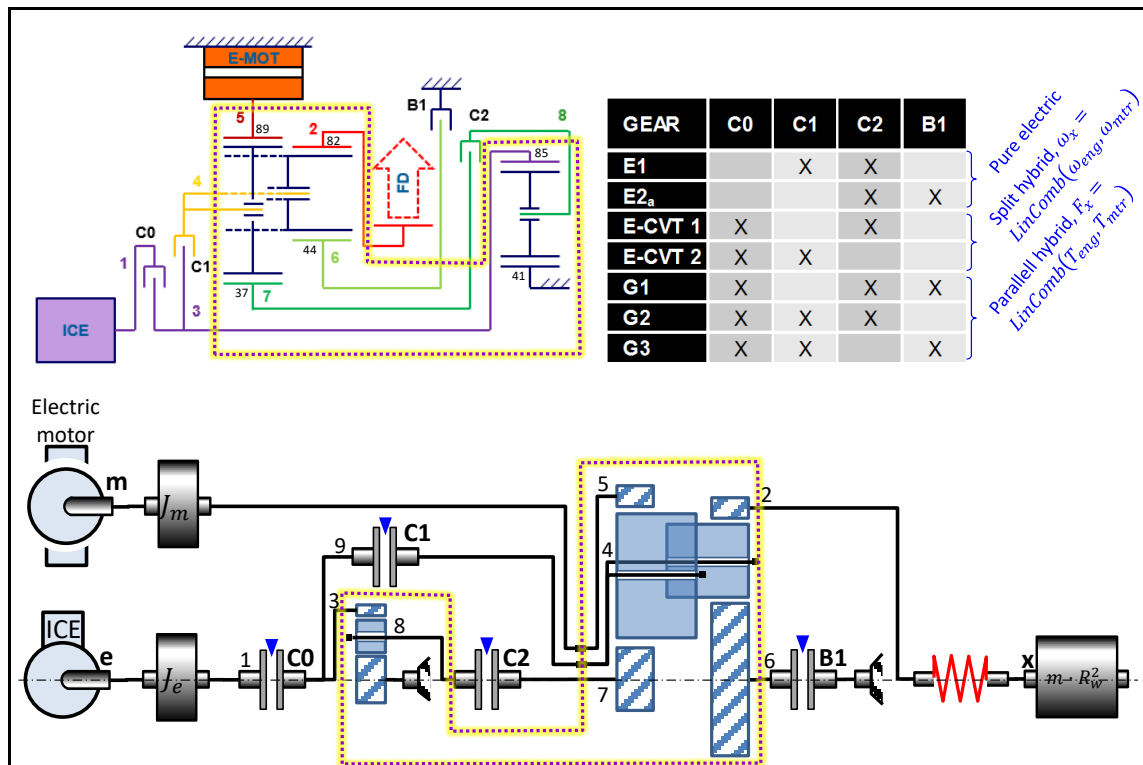 E-MOT
B1
C2
8
5
89
2
82
85
4
FD
C0
1
C1
44
6
41
37
7
3
ICE
GEAR C0 C1 C2 B1
E1 X X
E2a X X
E-CVT 1 X X
E-CVT 2 X X
G1 X X X
G2 X X X
G3 X X X
Pure electric
Split hybrid, ωx =
LinComb(ωeng, ωmtr)
Parallell hybrid, Fx =
LinComb(Teng, Tmtr)
Electric
motor
m
Jm
5
2
C1
9
4
3
8
ICE
e
Je
1
C0
C2
7
6
B1
x
m · Rw²